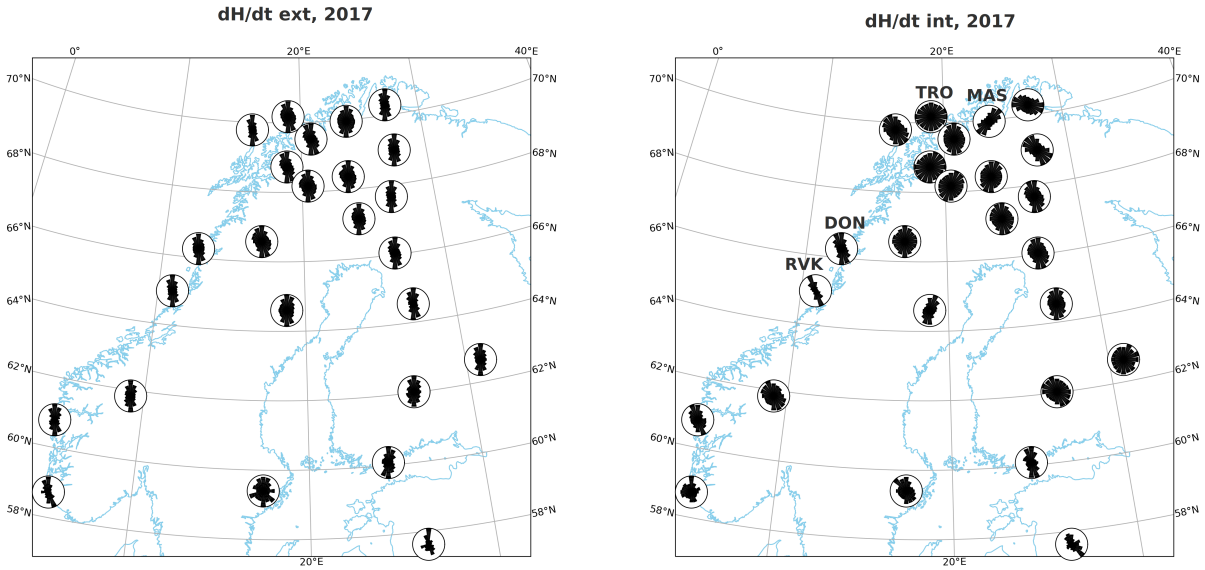 dH/dt ext, 2017
0° 20°E 40°E
70°N 70°N
68°N 68°N
66°N 66°N
64°N 64°N
62°N 62°N
60°N 60°N
58°N 58°N
20°E
dH/dt int, 2017
0° 20°E 40°E
70°N 70°N
TRO MAS
68°N 68°N
DON
66°N 66°N
RVK
64°N 64°N
62°N 62°N
60°N 60°N
58°N 58°N
20°E